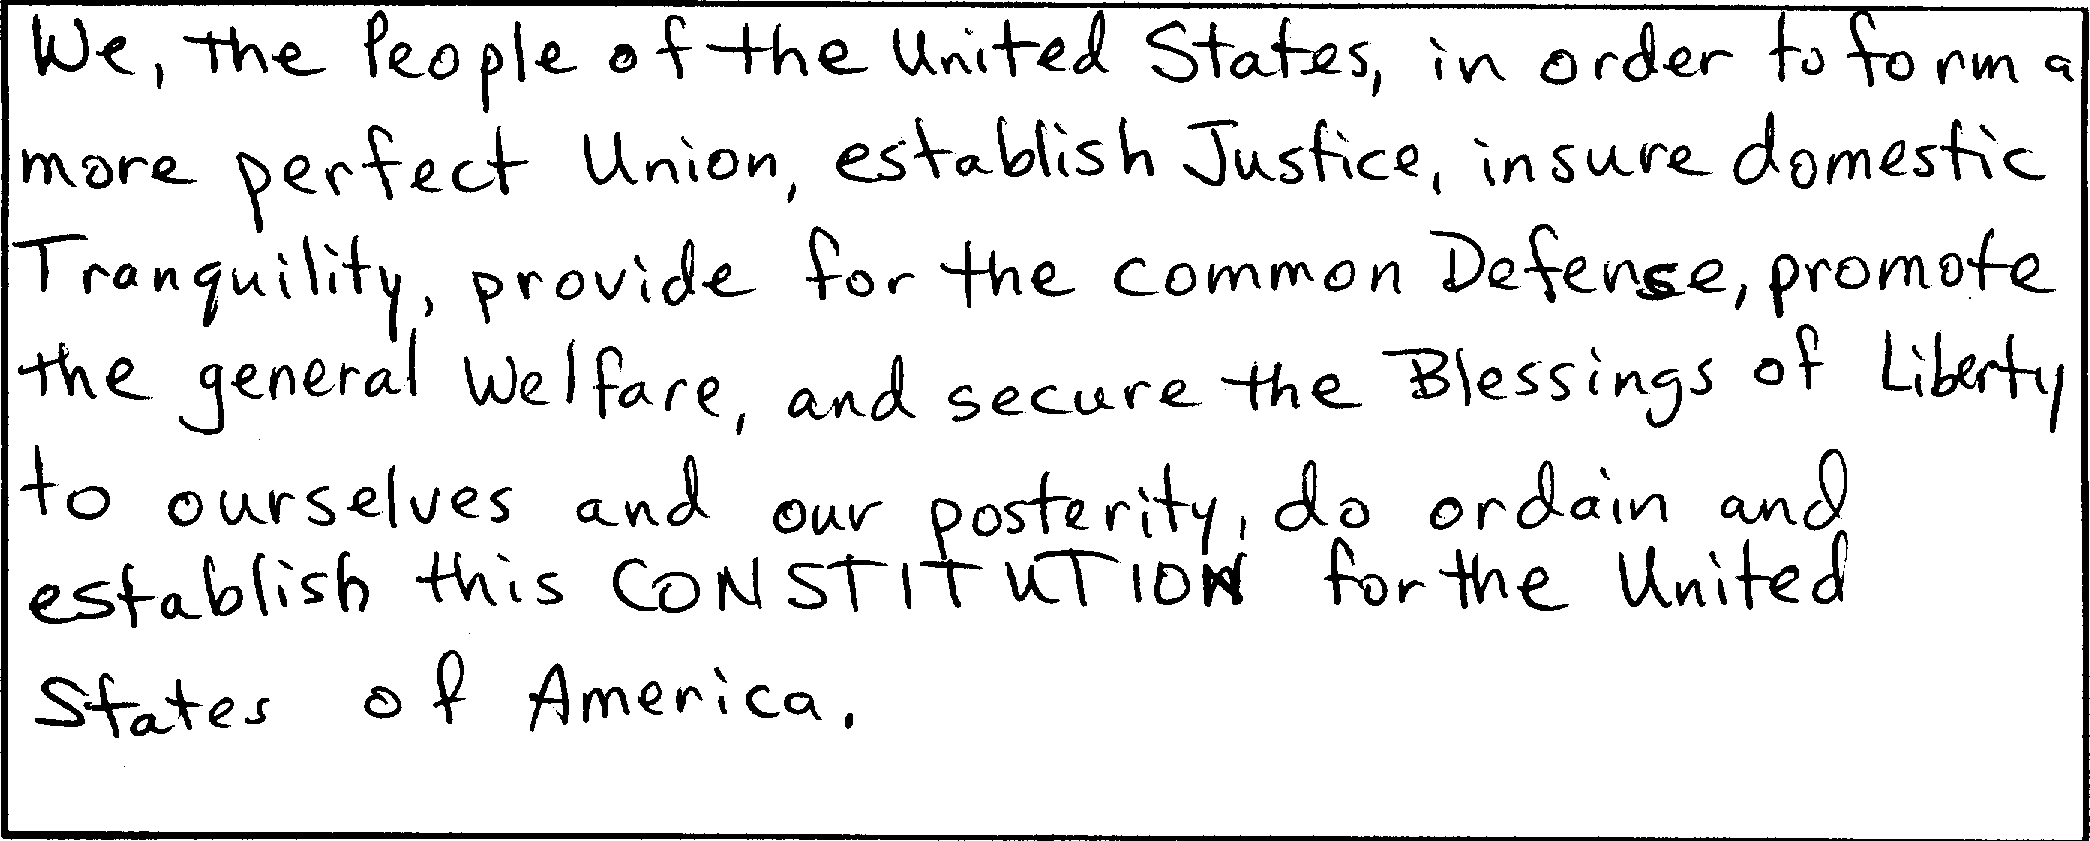 We, the People of the United States, in order to form a
more perfect Union, establish Justice, insure domestic
Tranquility, provide for the common Defense, promote
the general Welfare, and secure the Blessings of Liberty
to ourselves and our posterity, do ordain and
establish this CONSTITUTION for the United
States of America.